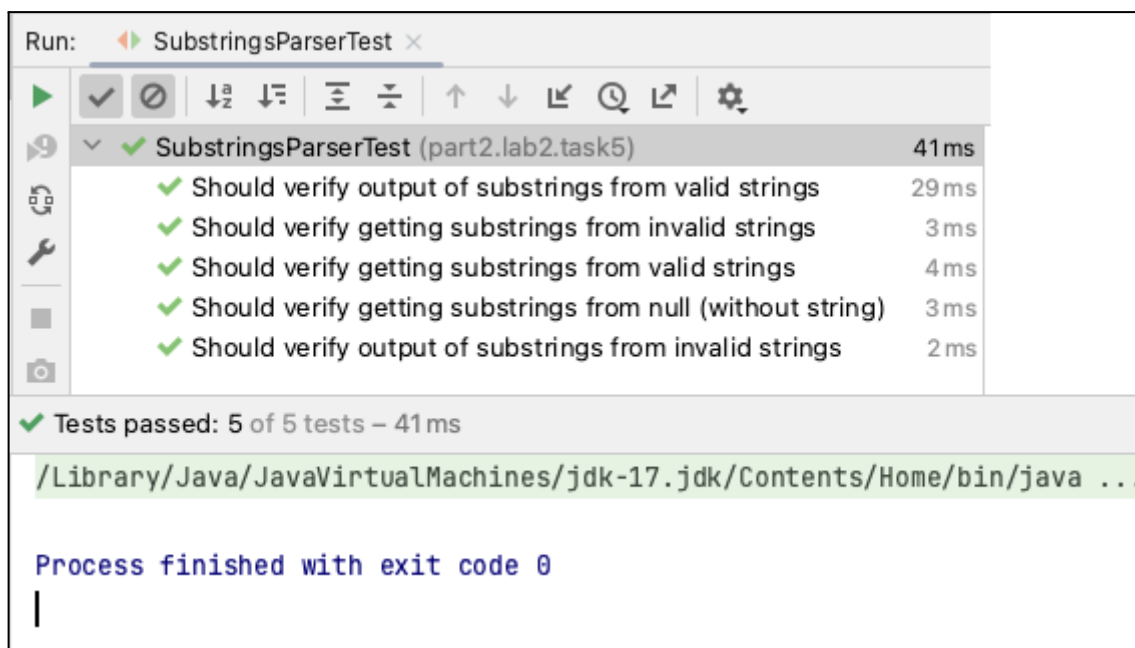 Run: SubstringsParserTest ×
SubstringsParserTest (part2.lab2.task5) 41 ms
Should verify output of substrings from valid strings 29 ms
Should verify getting substrings from invalid strings 3 ms
Should verify getting substrings from valid strings 4 ms
Should verify getting substrings from null (without string) 3 ms
Should verify output of substrings from invalid strings 2 ms
Tests passed: 5 of 5 tests – 41 ms
/Library/Java/JavaVirtualMachines/jdk-17.jdk/Contents/Home/bin/java ...
Process finished with exit code 0